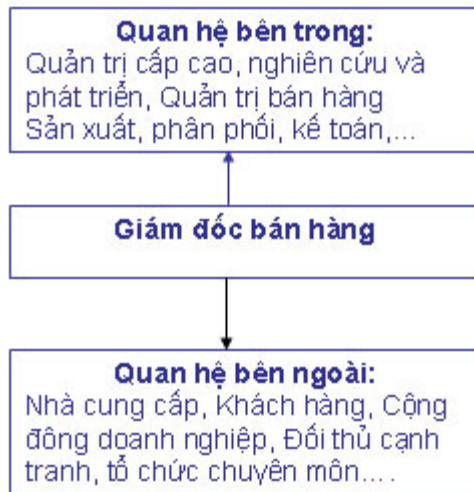 Quan hệ bên trong:
Quản trị cấp cao, nghiên cứu và
phát triển, Quản trị bán hàng
Sản xuất, phân phối, kế toán,...
Giám đốc bán hàng
Quan hệ bên ngoài:
Nhà cung cấp, Khách hàng, Cộng
đông doanh nghiệp, Đối thủ cạnh
tranh, tổ chức chuyên môn... .